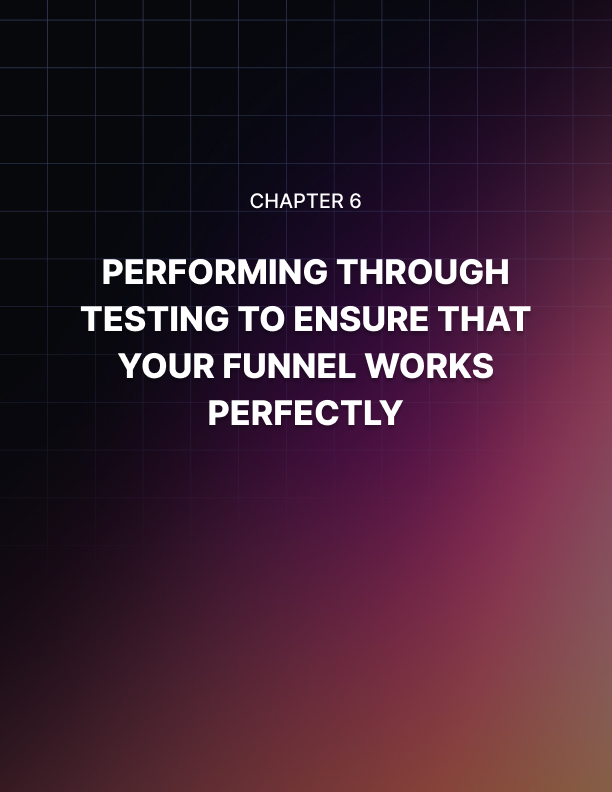 CHAPTER 6
PERFORMING THROUGH
TESTING TO ENSURE THAT
YOUR FUNNEL WORKS
PERFECTLY